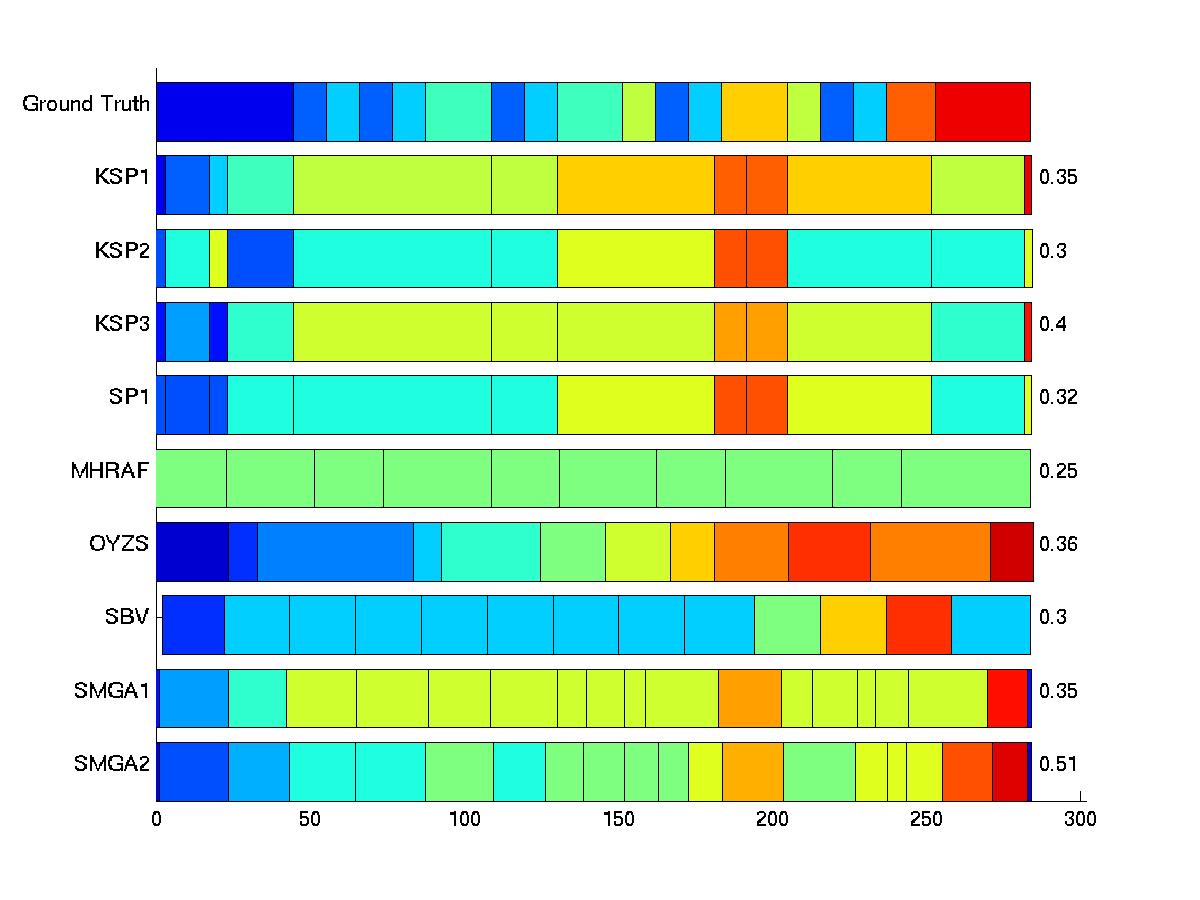 Ground Truth
KSP1 0.35
KSP2 0.3
KSP3 0.4
SP1 0.32
MHRAF 0.25
OYZS 0.36
SBV 0.3
SMGA1 0.35
SMGA2 0.51
0 50 100 150 200 250 300